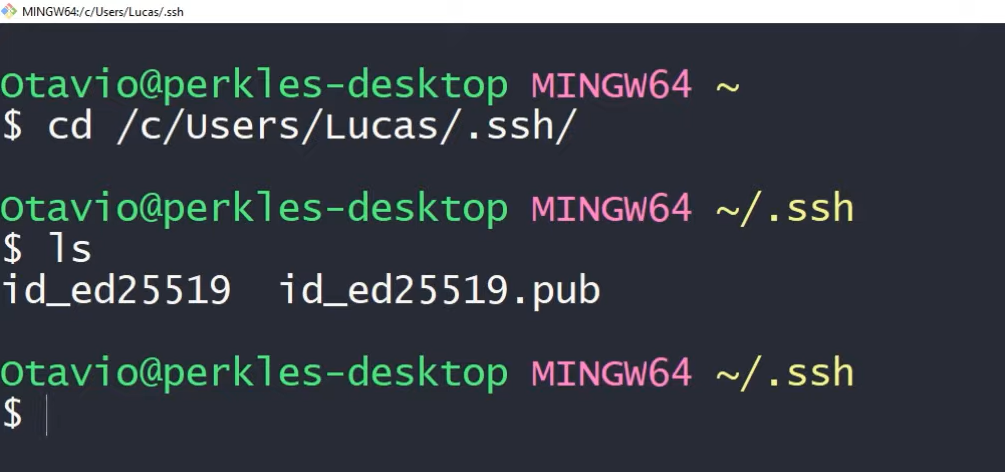 MINGW64:/c/Users/Lucas/.ssh
Otavio@perkles-desktop MINGW64 ~
$ cd /c/Users/Lucas/.ssh/
Otavio@perkles-desktop MINGW64 ~/.ssh
$ ls
id_ed25519  id_ed25519.pub
Otavio@perkles-desktop MINGW64 ~/.ssh
$